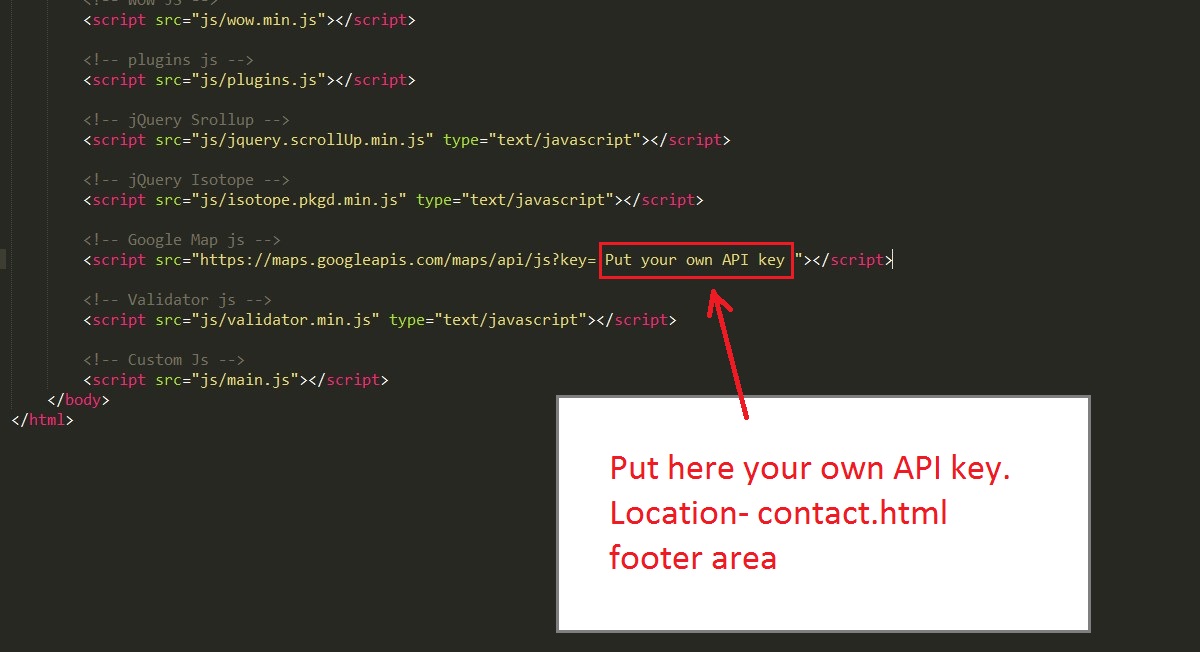 <!-- WOW JS -->
<script src="js/wow.min.js"></script>
<!-- plugins js -->
<script src="js/plugins.js"></script>
<!-- jQuery Srollup -->
<script src="js/jquery.scrollUp.min.js" type="text/javascript"></script>
<!-- jQuery Isotope -->
<script src="js/isotope.pkgd.min.js" type="text/javascript"></script>
<!-- Google Map js -->
<script src="https://maps.googleapis.com/maps/api/js?key= Put your own API key "></script>
<!-- Validator js -->
<script src="js/validator.min.js" type="text/javascript"></script>
<!-- Custom Js -->
<script src="js/main.js"></script>
</body>
</html>
Put here your own API key.
Location- contact.html
footer area